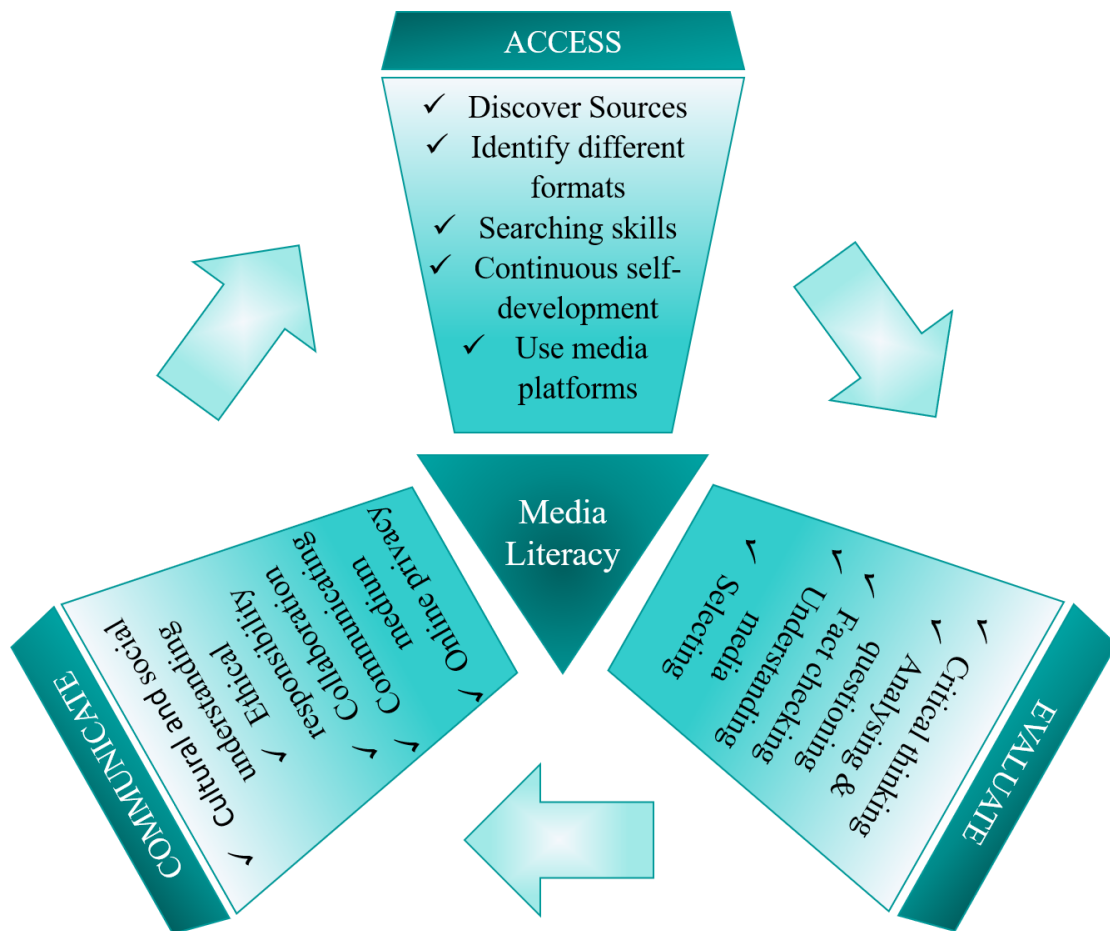 ACCESS
✓ Discover Sources
✓ Identify different
formats
✓ Searching skills
✓ Continuous self-
development
✓ Use media
platforms
Media
Literacy
EVALUATE
✓ Critical thinking
✓ Analysing &
questioning
✓ Fact checking
✓ Understanding
✓ Selecting
media
COMMUNICATE
✓ Cultural and social
understanding
✓ Ethical
responsibility
✓ Collaboration
✓ Communicating
medium
✓ Online privacy